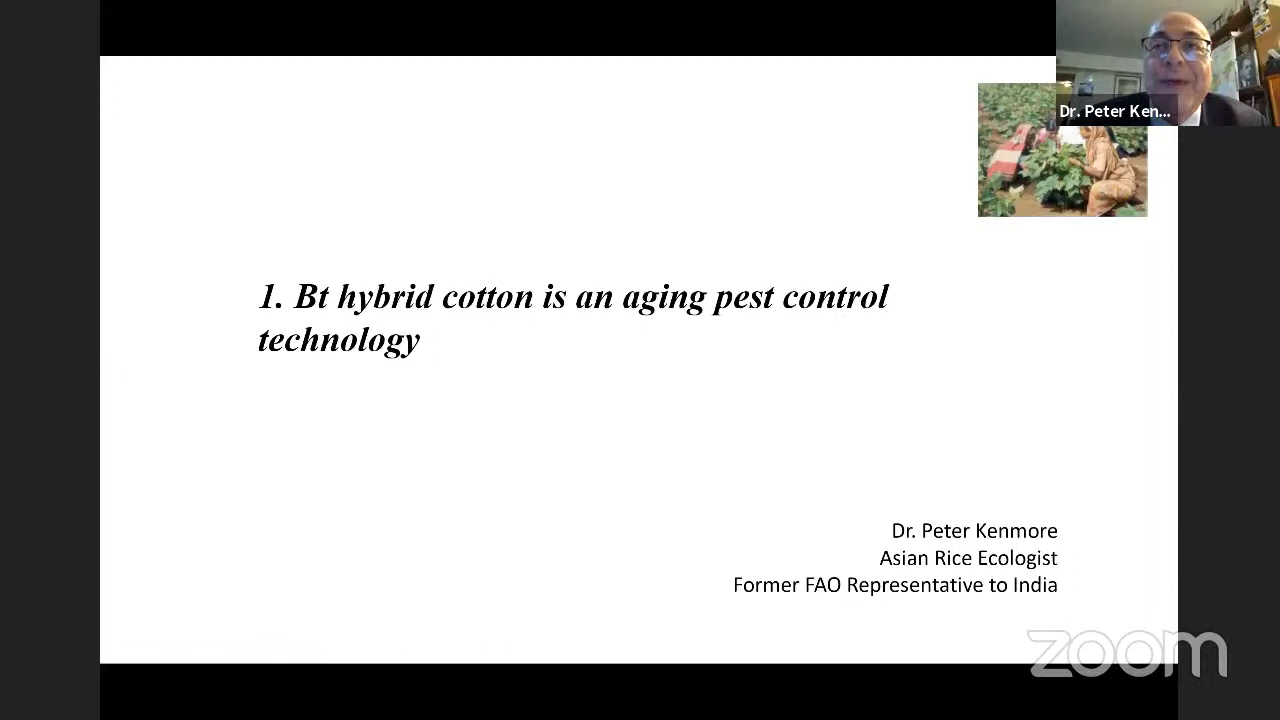 Dr. Peter Ken...
1. Bt hybrid cotton is an aging pest control
technology
Dr. Peter Kenmore
Asian Rice Ecologist
Former FAO Representative to India
zoom